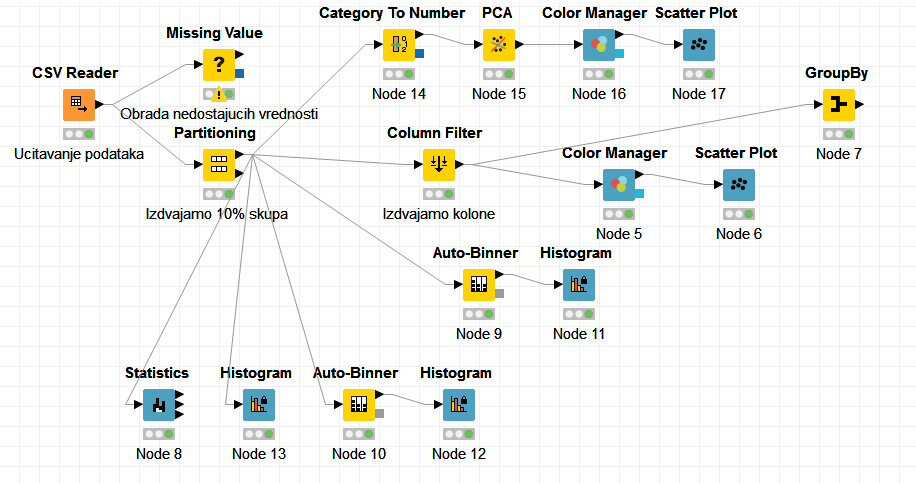 Category To Number
PCA
Color Manager
Scatter Plot
Missing Value
?
CSV Reader
GroupBy
Node 14
Node 15
Node 16
Node 17
Obrada nedostajucih vrednosti
Partitioning
Column Filter
Ucitavanje podataka
Node 7
Color Manager
Scatter Plot
Izdvajamo 10% skupa
Izdvajamo kolone
Node 5
Node 6
Auto-Binner
Histogram
Node 9
Node 11
Statistics
Histogram
Auto-Binner
Histogram
Node 8
Node 13
Node 10
Node 12